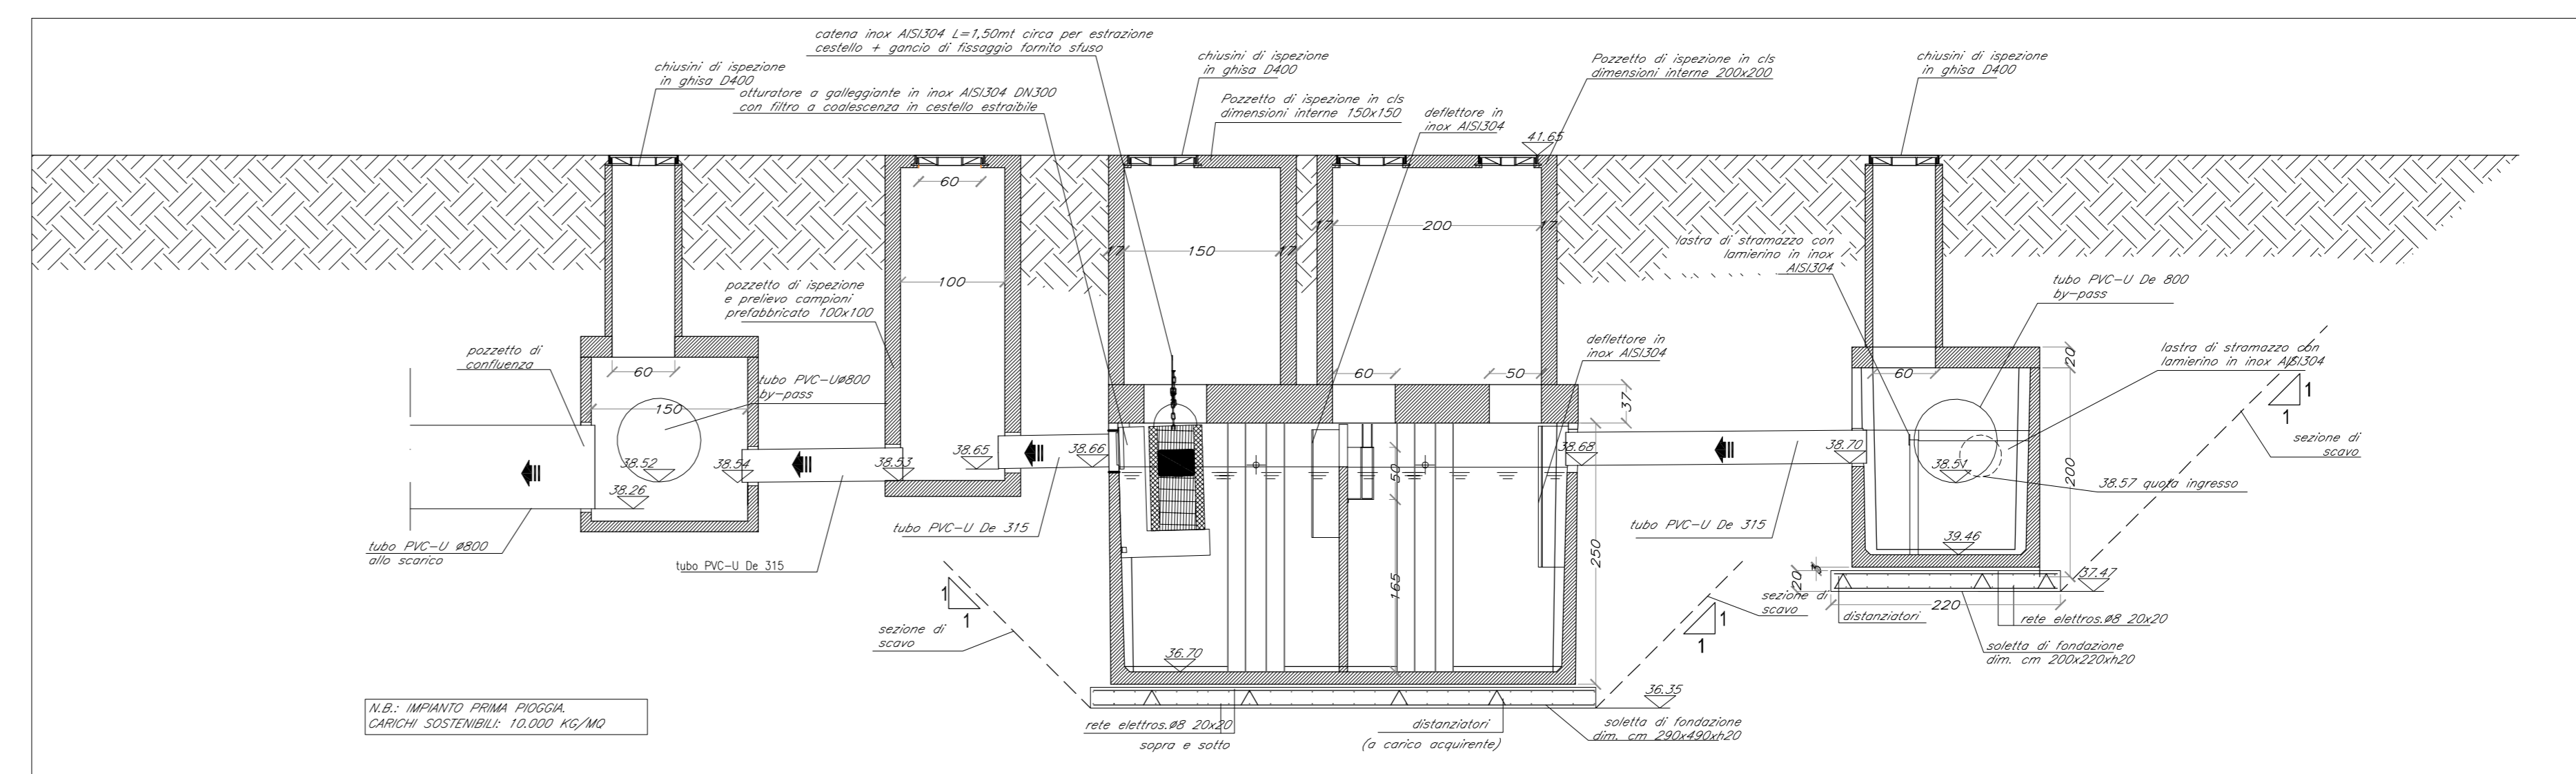 catena inox AISI304 L=1,50mt circa per estrazione
cestello + gancio di fissaggio fornito sfuso
chiusini di ispezione
in ghisa D400
otturatore a galleggiante in inox AISI304 DN300
con filtro a coalescenza in cestello estraibile
chiusini di ispezione
in ghisa D400
Pozzetto di ispezione in cls
dimensioni interne 150x150
deflettore in
inox AISI304
Pozzetto di ispezione in cls
dimensioni interne 200x200
41.65
chiusini di ispezione
in ghisa D400
60
17
150
17
17
200
17
100
pozzetto di ispezione
e prelievo campioni
prefabbricato 100x100
lastra di stramazzo con
lamierino in inox
AISI304
tubo PVC-U De 800
by-pass
pozzetto di
confluenza
60
tubo PVC-Uø800
by-pass
150
60
50
37
deflettore in
inox AISI304
60
20
lastra di stramazzo con
lamierino in inox AISI304
1
1
sezione di
scavo
38.52
38.26
38.54
38.53
38.65
38.66
50
38.68
38.70
38.51
200
38.57 quota ingresso
tubo PVC-U ø800
allo scarico
tubo PVC-U De 315
tubo PVC-U De 315
tubo PVC-U De 315
250
165
39.46
20
5
37.47
220
distanziatori
rete elettros.ø8 20x20
soletta di fondazione
dim. cm 200x220xh20
1
1
sezione di
scavo
36.70
1
1
sezione di
scavo
36.35
N.B.: IMPIANTO PRIMA PIOGGIA.
CARICHI SOSTENIBILI: 10.000 KG/MQ
rete elettros.ø8 20x20
sopra e sotto
distanziatori
(a carico acquirente)
soletta di fondazione
dim. cm 290x490xh20